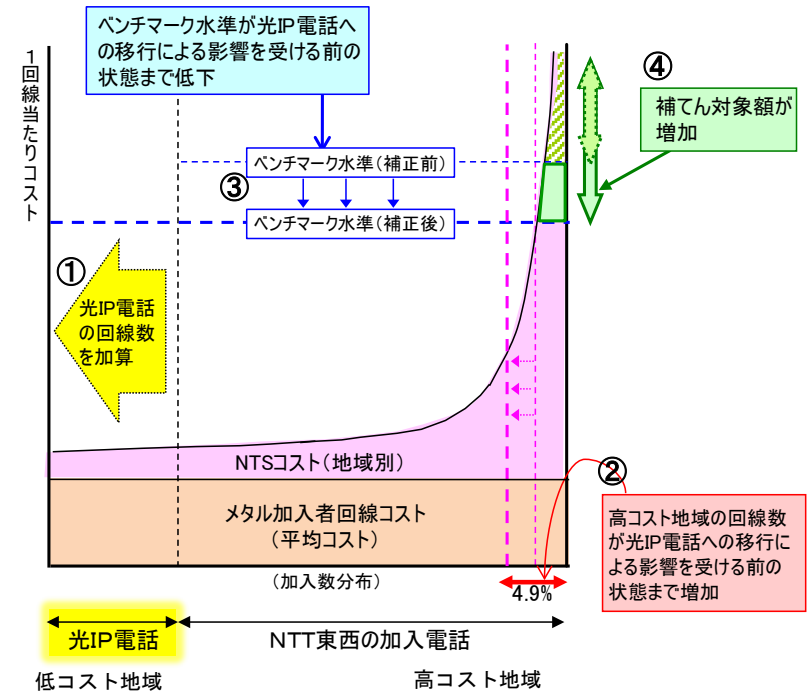 ベンチマーク水準が光IP電話へ
の移行による影響を受ける前の
状態まで低下
1回線当たりコスト
④
補てん対象額が
増加
ベンチマーク水準(補正前)
③
ベンチマーク水準(補正後)
①
光IP電話
の回線数
を加算
NTSコスト(地域別)
②
メタル加入者回線コスト
(平均コスト)
高コスト地域の回線数
が光IP電話への移行に
よる影響を受ける前の
状態まで増加
(加入数分布)
4.9%
光IP電話
NTT東西の加入電話
低コスト地域
高コスト地域